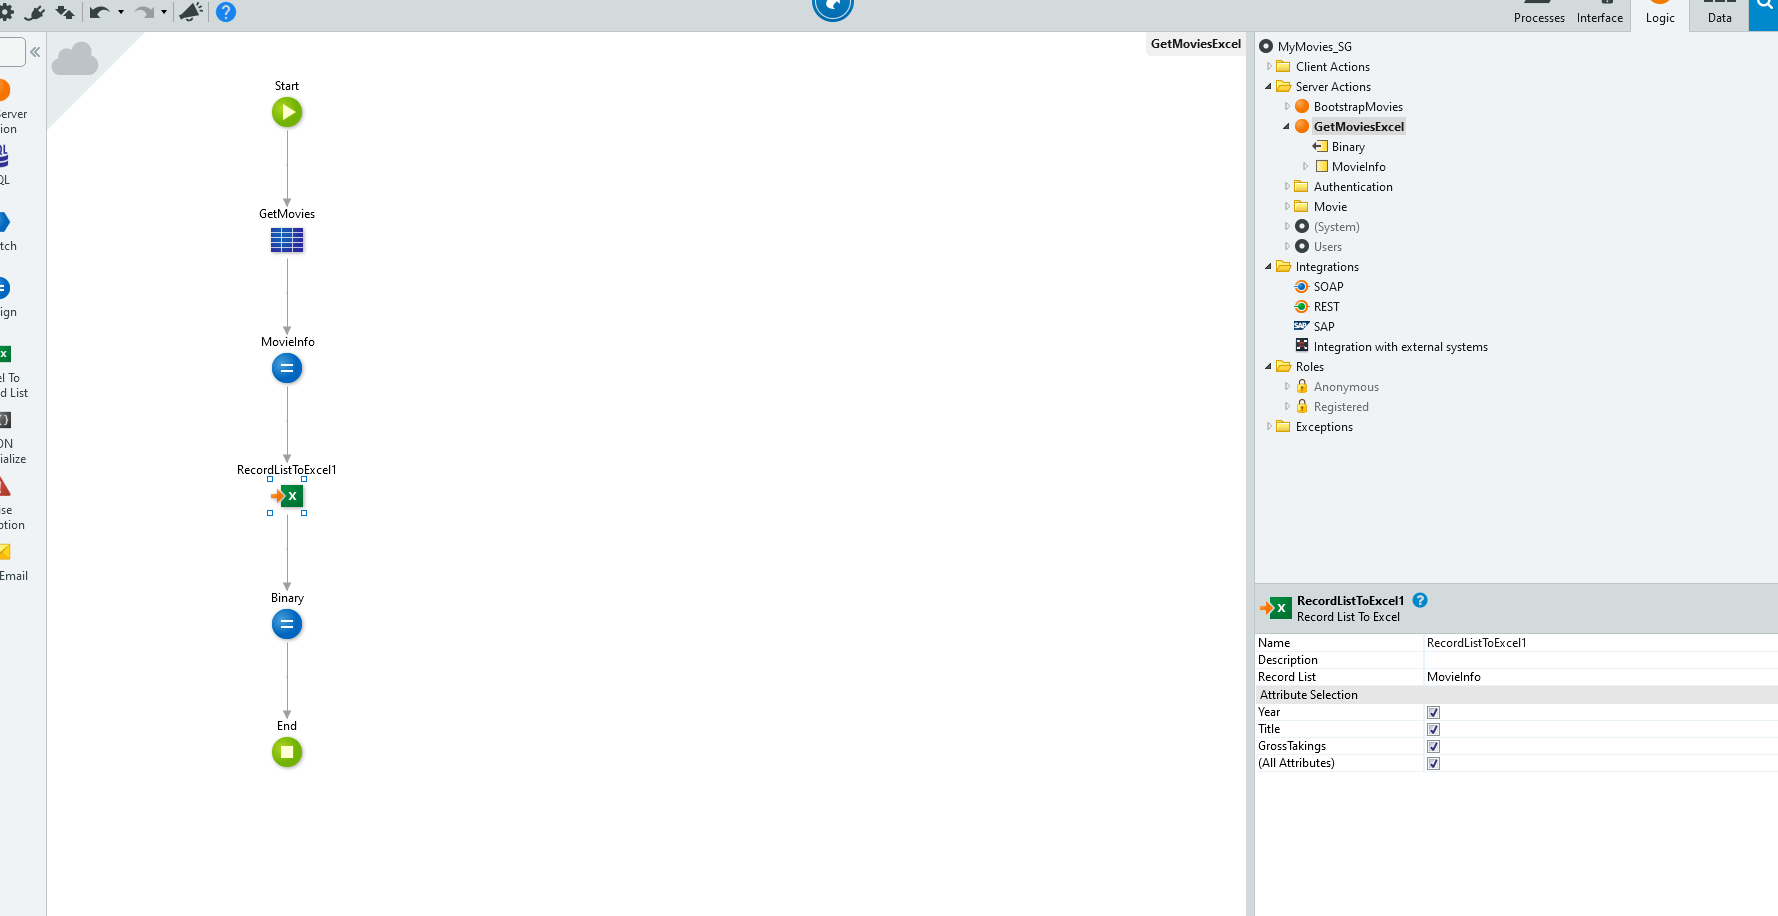 Processes
Interface
Logic
Data
GetMoviesExcel
Start
GetMovies
MovieInfo
RecordListToExcel1
Binary
End
MyMovies_SG
Client Actions
Server Actions
BootstrapMovies
GetMoviesExcel
Binary
MovieInfo
Authentication
Movie
(System)
Users
Integrations
SOAP
REST
SAP
SAP
Integration with external systems
Roles
Anonymous
Registered
Exceptions
RecordListToExcel1
Record List To Excel
Name RecordListToExcel1
Description
Record List MovieInfo
Attribute Selection
Year
Title
GrossTakings
(All Attributes)
erver
ion
QL
QL
tch
ign
x
el To
d List
ON
ialize
ise
ption
Email